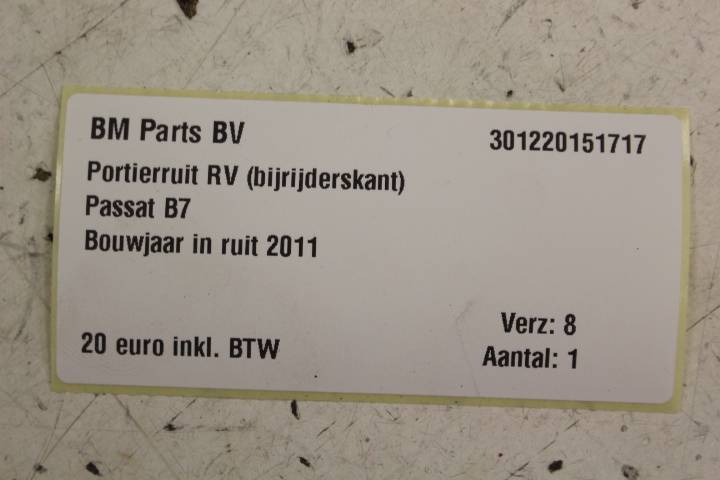 BM Parts BV 301220151717
Portierruit RV (bijrijderskant)
Passat B7
Bouwjaar in ruit 2011
Verz: 8
20 euro inkl. BTW Aantal: 1